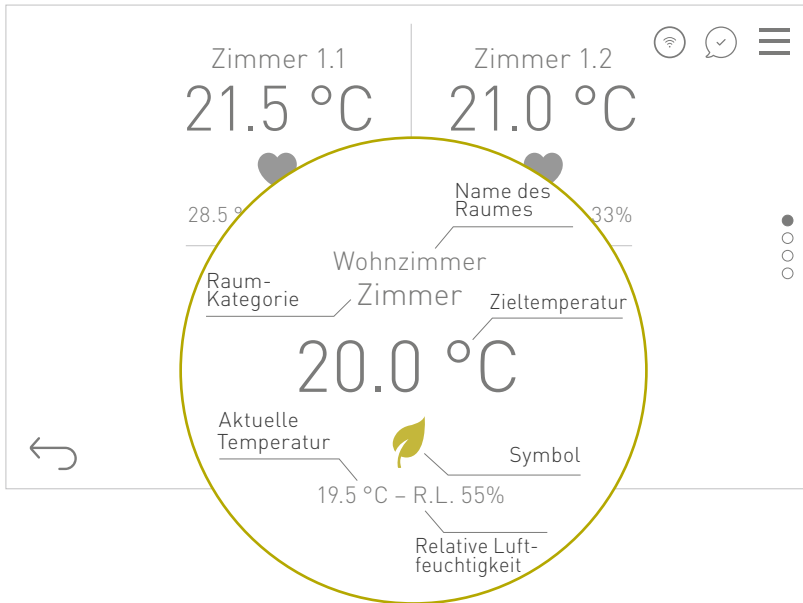 Zimmer 1.1
Zimmer 1.2
21.5 °C
21.0 °C
28.5 °
33%
Name des
Raumes
Wohnzimmer
Raum-
Kategorie
Zimmer
Zieltemperatur
20.0 °C
Aktuelle
Temperatur
Symbol
19.5 °C – R.L. 55%
Relative Luft-
feuchtigkeit